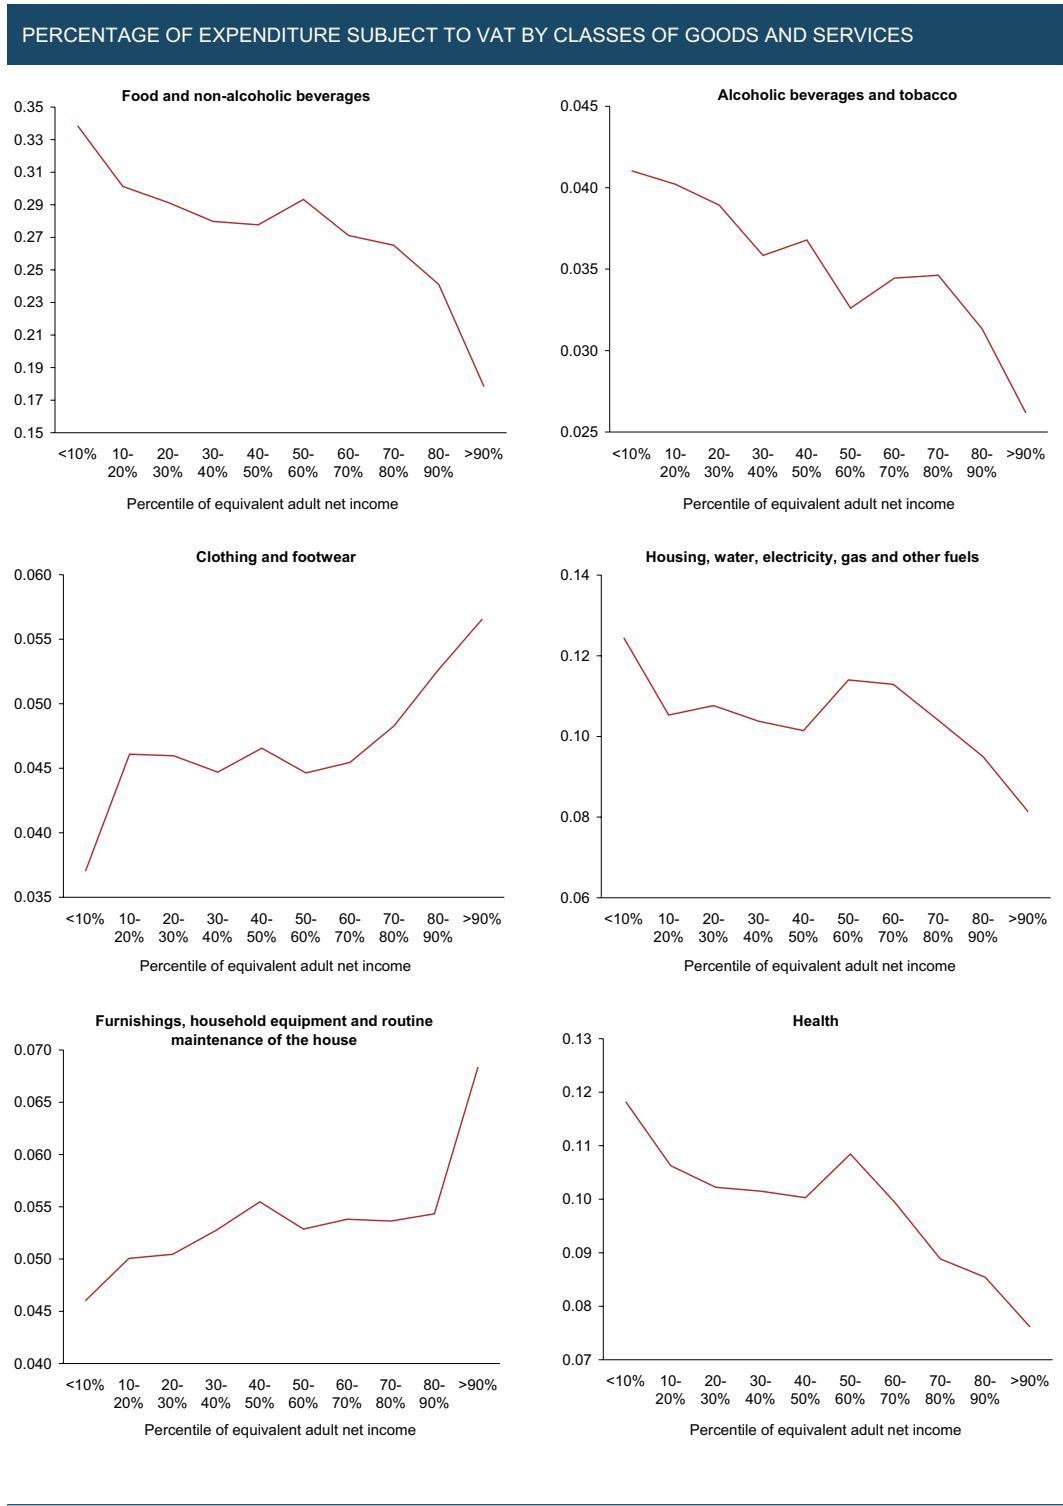 PERCENTAGE OF EXPENDITURE SUBJECT TO VAT BY CLASSES OF GOODS AND SERVICES
Food and non-alcoholic beverages
0.35
0.33
0.31
0.29
0.27
0.25
0.23
0.21
0.19
0.17
0.15
<10% 10- 20- 30- 40- 50- 60- 70- 80- >90%
20% 30% 40% 50% 60% 70% 80% 90%
Percentile of equivalent adult net income
Alcoholic beverages and tobacco
0.045
0.040
0.035
0.030
0.025
<10% 10- 20- 30- 40- 50- 60- 70- 80- >90%
20% 30% 40% 50% 60% 70% 80% 90%
Percentile of equivalent adult net income
Clothing and footwear
0.060
0.055
0.050
0.045
0.040
0.035
<10% 10- 20- 30- 40- 50- 60- 70- 80- >90%
20% 30% 40% 50% 60% 70% 80% 90%
Percentile of equivalent adult net income
Housing, water, electricity, gas and other fuels
0.14
0.12
0.10
0.08
0.06
<10% 10- 20- 30- 40- 50- 60- 70- 80- >90%
20% 30% 40% 50% 60% 70% 80% 90%
Percentile of equivalent adult net income
Furnishings, household equipment and routine
maintenance of the house
0.070
0.065
0.060
0.055
0.050
0.045
0.040
<10% 10- 20- 30- 40- 50- 60- 70- 80- >90%
20% 30% 40% 50% 60% 70% 80% 90%
Percentile of equivalent adult net income
Health
0.13
0.12
0.11
0.10
0.09
0.08
0.07
<10% 10- 20- 30- 40- 50- 60- 70- 80- >90%
20% 30% 40% 50% 60% 70% 80% 90%
Percentile of equivalent adult net income